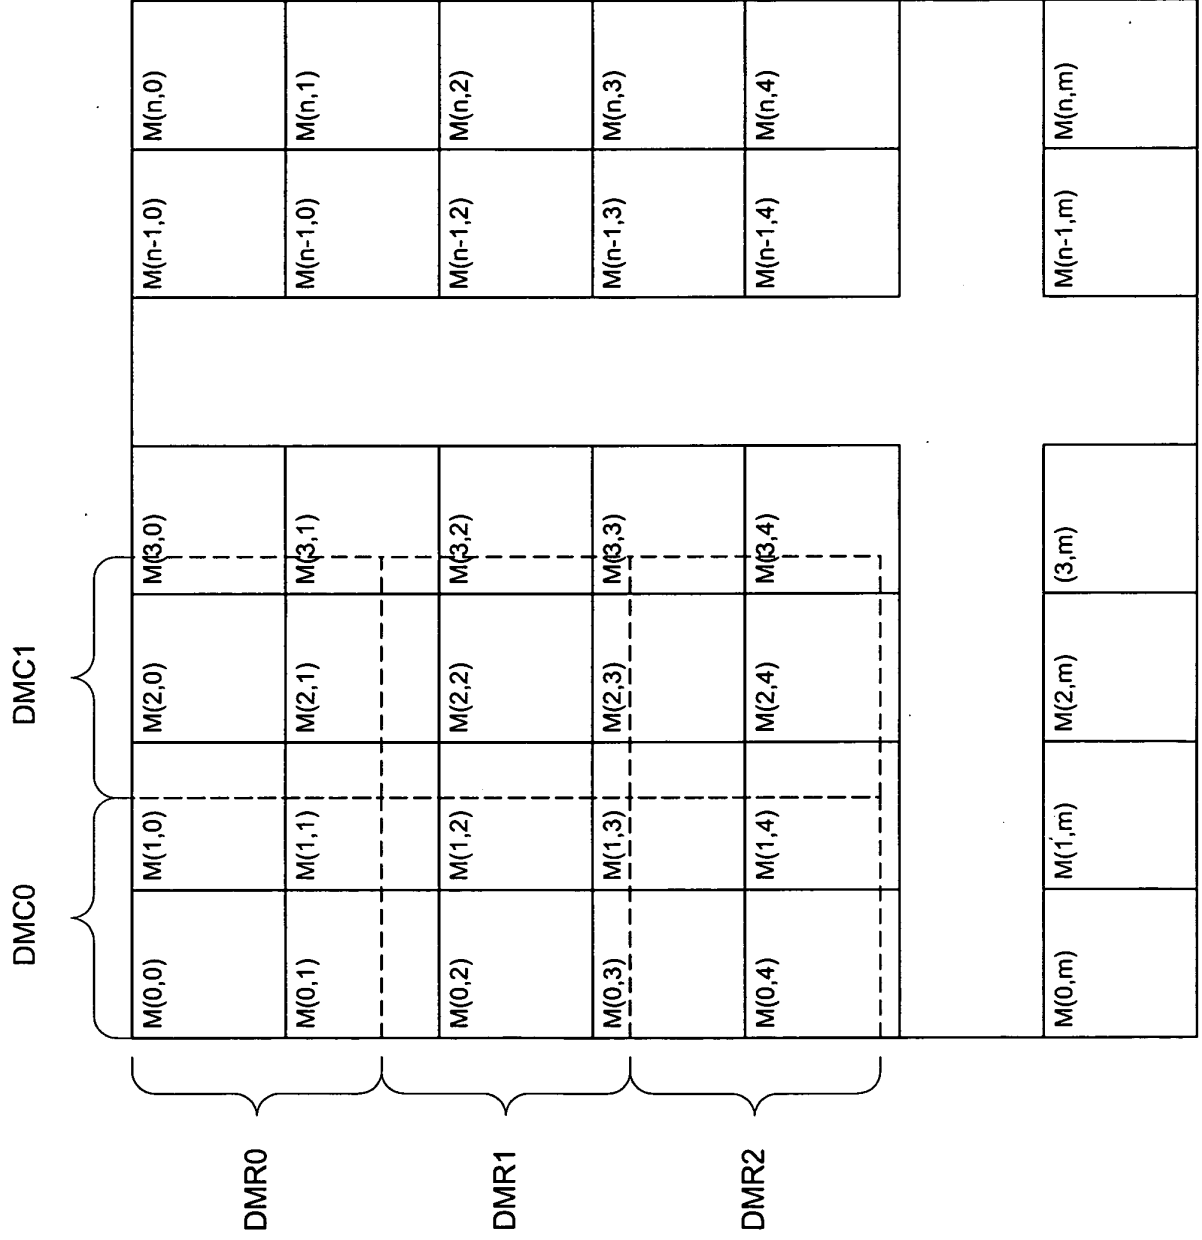 DMC0 DMC1
M(0,0) M(1,0) M(2,0) M(3,0) M(n-1,0) M(n,0)
DMR0
M(0,1) M(1,1) M(2,1) M(3,1) M(n-1,0) M(n,1)
M(0,2) M(1,2) M(2,2) M(3,2) M(n-1,2) M(n,2)
DMR1
M(0,3) M(1,3) M(2,3) M(3,3) M(n-1,3) M(n,3)
M(0,4) M(1,4) M(2,4) M(3,4) M(n-1,4) M(n,4)
DMR2
M(0,m) M(1,m) M(2,m) (3,m) M(n-1,m) M(n,m)